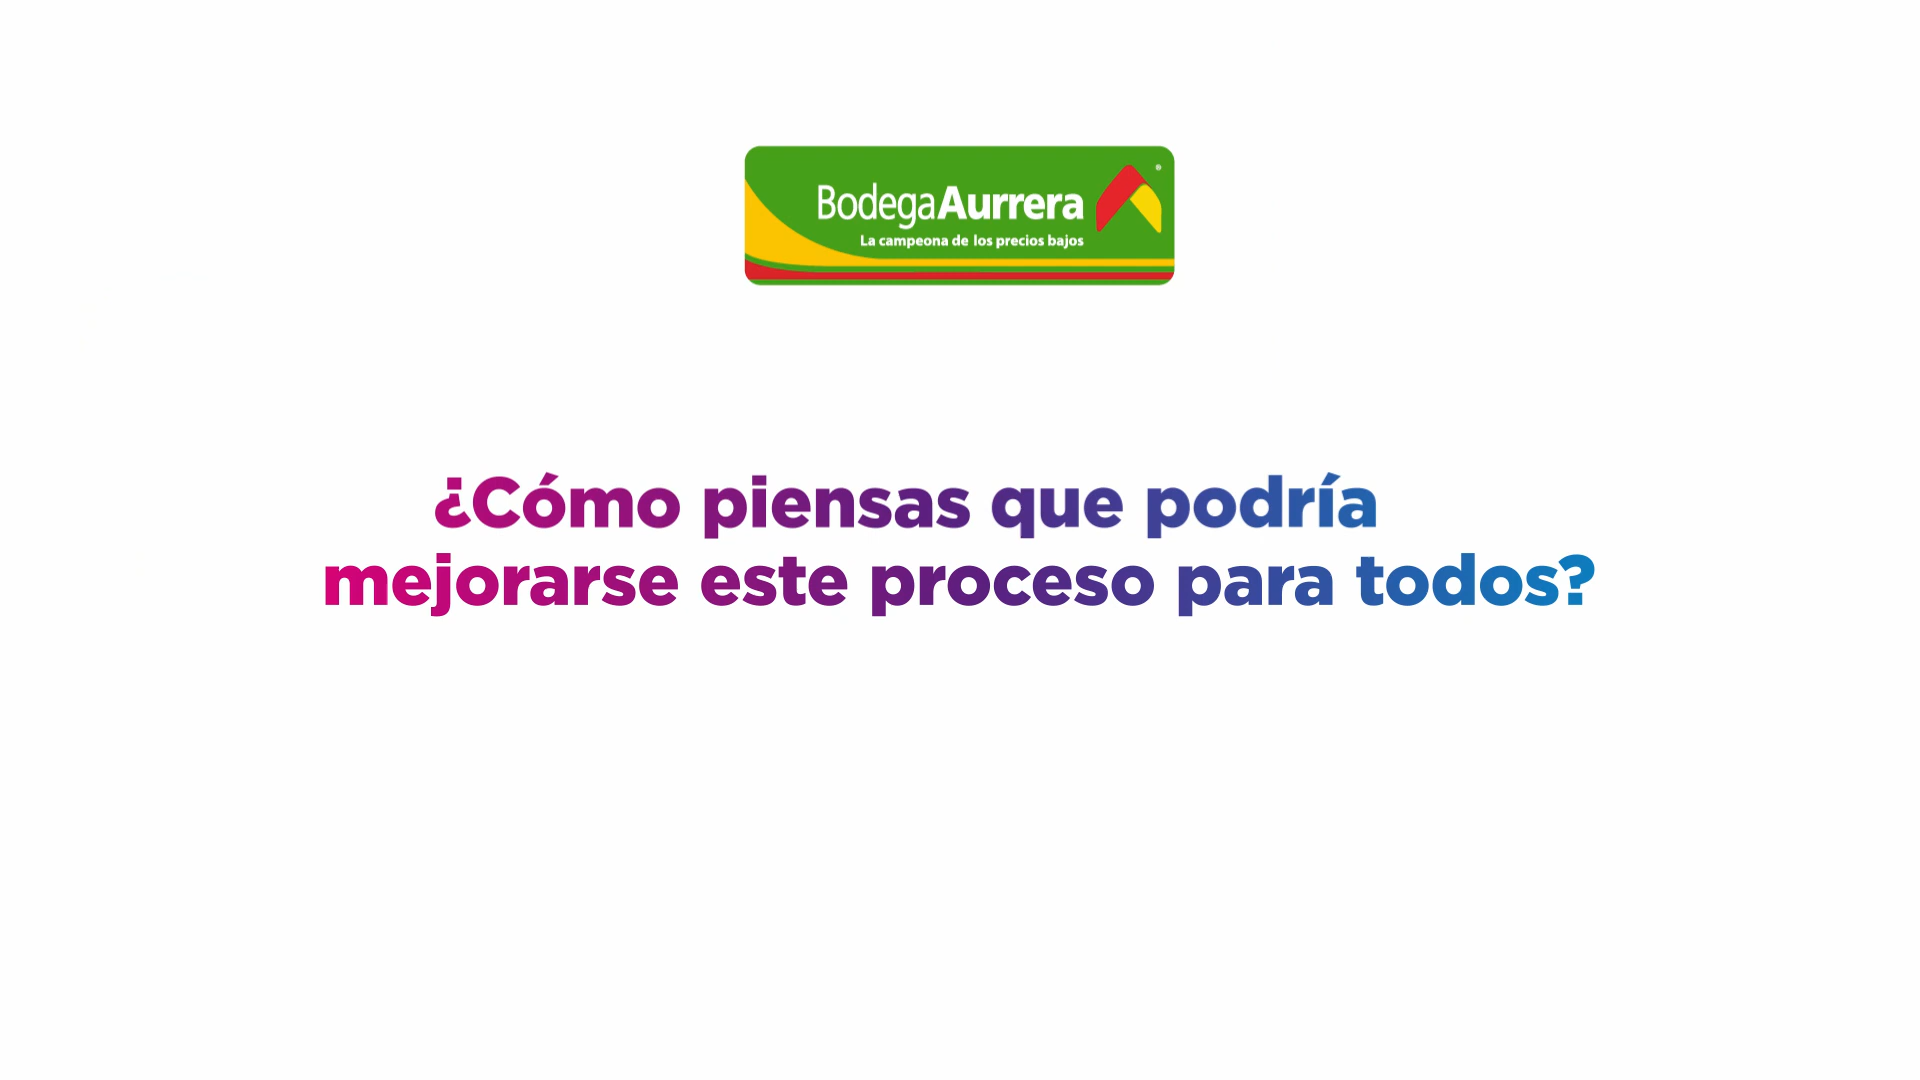 BodegaAurrera
®
La campeona de los precios bajos
¿Cómo piensas que podría
mejorarse este proceso para todos?